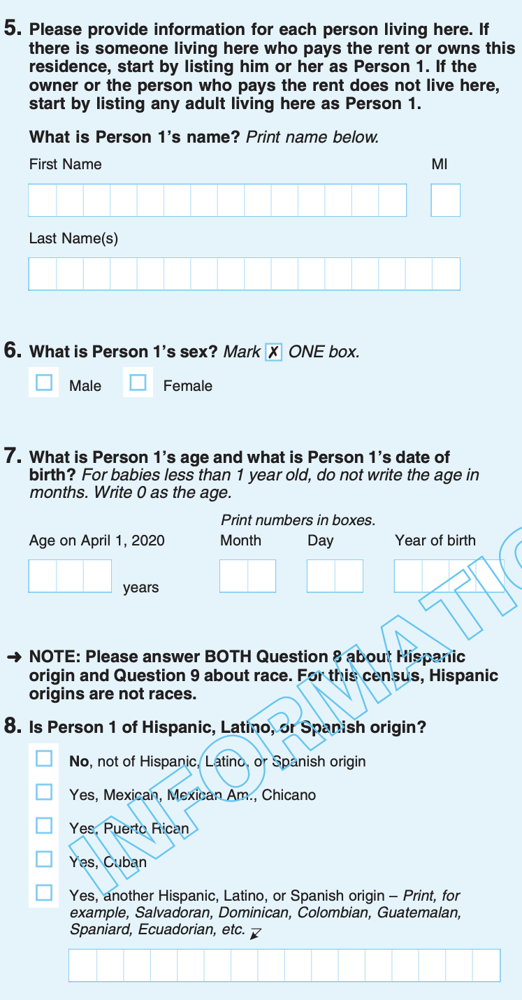 5. Please provide information for each person living here. If
there is someone living here who pays the rent or owns this
residence, start by listing him or her as Person 1. If the
owner or the person who pays the rent does not live here,
start by listing any adult living here as Person 1.
What is Person 1’s name? Print name below.
First Name MI
Last Name(s)
6. What is Person 1’s sex? Mark ✗ ONE box.
Male Female
7. What is Person 1’s age and what is Person 1’s date of
birth? For babies less than 1 year old, do not write the age in
months. Write 0 as the age.
Print numbers in boxes.
Age on April 1, 2020 Month Day Year of birth
years
➜ NOTE: Please answer BOTH Question 8 about Hispanic
origin and Question 9 about race. For this census, Hispanic
origins are not races.
8. Is Person 1 of Hispanic, Latino, or Spanish origin?
No, not of Hispanic, Latino, or Spanish origin
Yes, Mexican, Mexican Am., Chicano
Yes, Puerto Rican
Yes, Cuban
Yes, another Hispanic, Latino, or Spanish origin – Print, for
example, Salvadoran, Dominican, Colombian, Guatemalan,
Spaniard, Ecuadorian, etc.
INFORMATIO